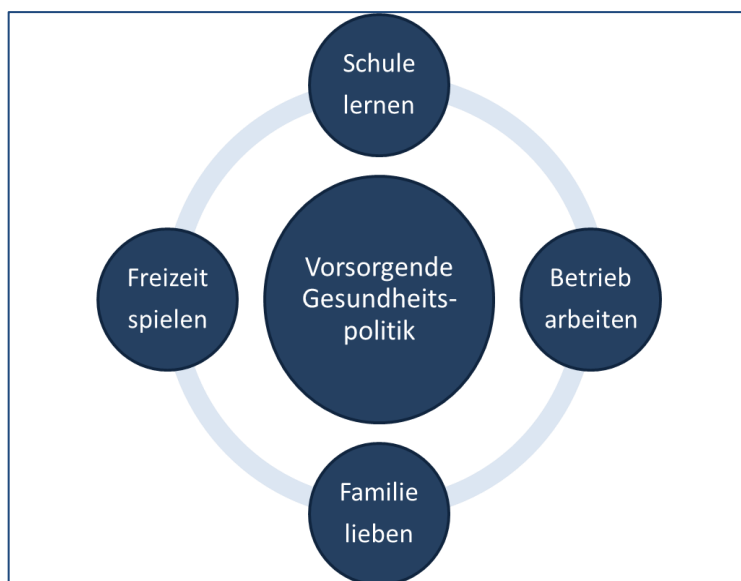 Schule
lernen
Freizeit
spielen
Vorsorgende
Gesundheits-
politik
Betrieb
arbeiten
Familie
lieben